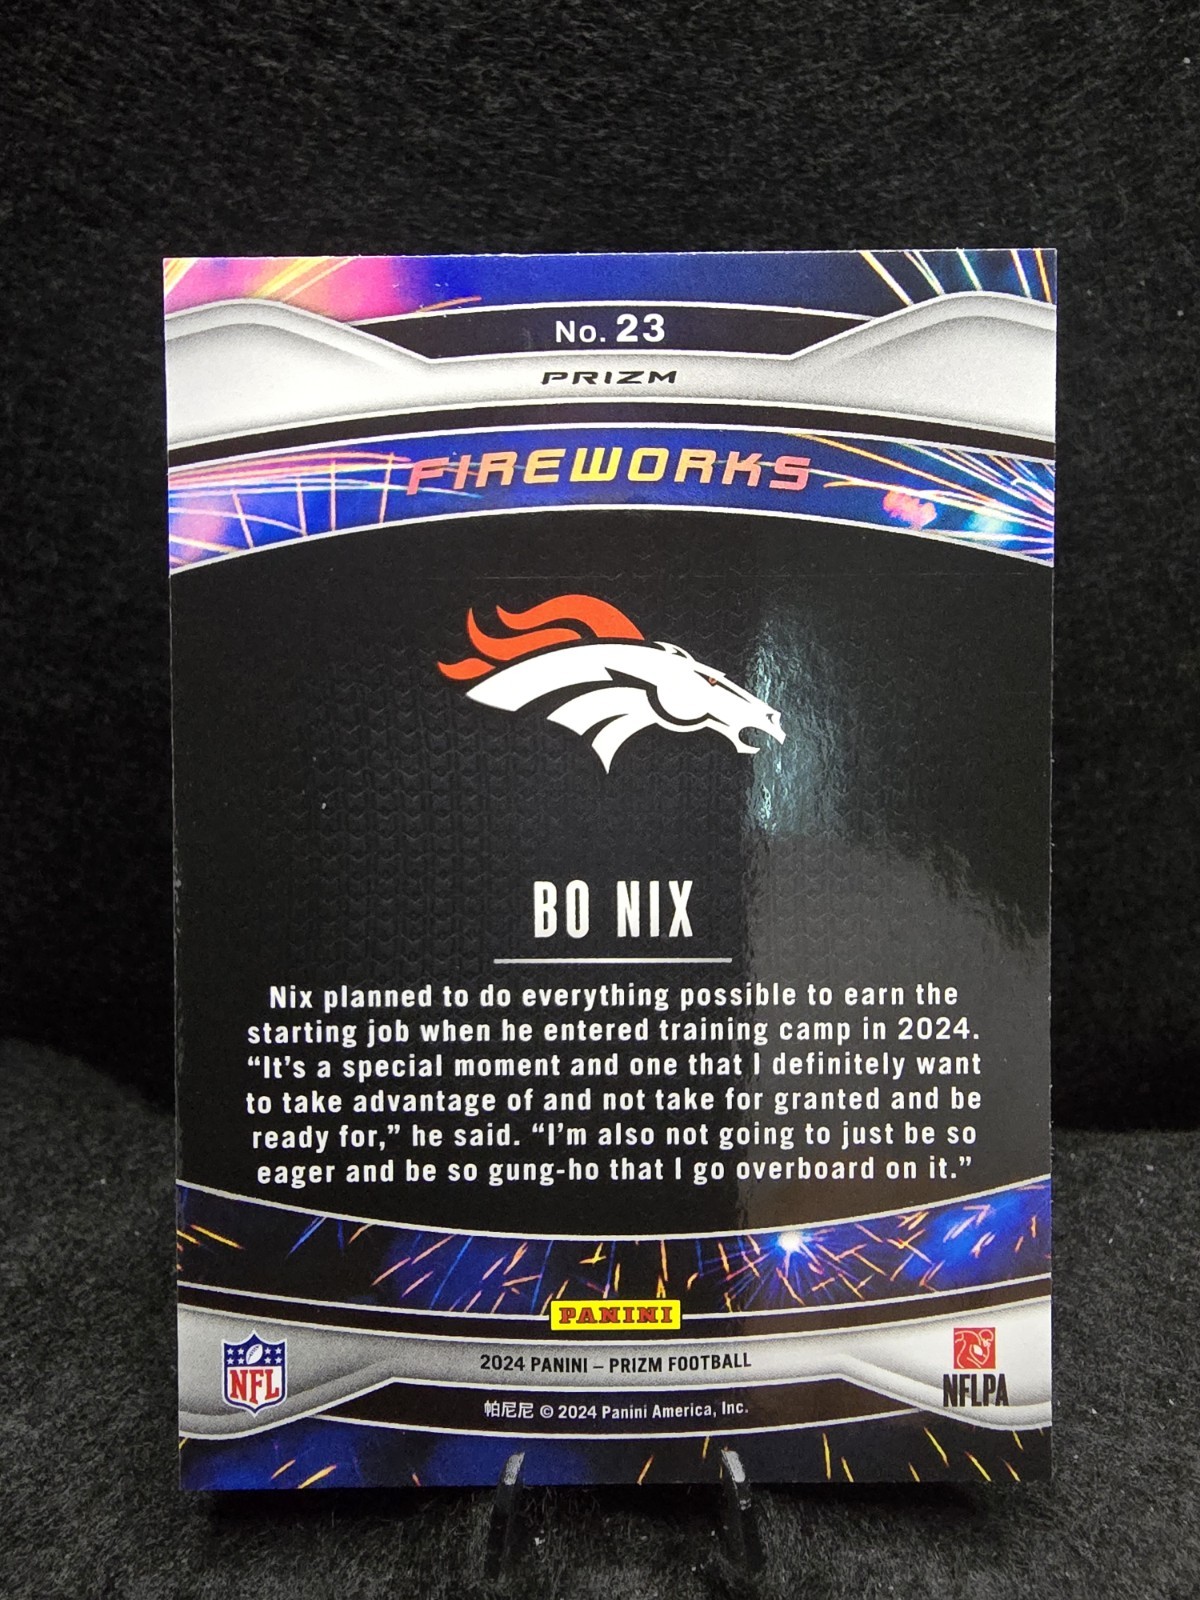 No. 23
PRIZM
FIREWORKS
BO NIX
Nix planned to do everything possible to earn the
starting job when he entered training camp in 2024.
“It’s a special moment and one that I definitely want
to take advantage of and not take for granted and be
ready for,” he said. “I’m also not going to just be so
eager and be so gung-ho that I go overboard on it.”
PANINI
2024 PANINI – PRIZM FOOTBALL
NFL
NFLPA
帕尼尼 © 2024 Panini America, Inc.